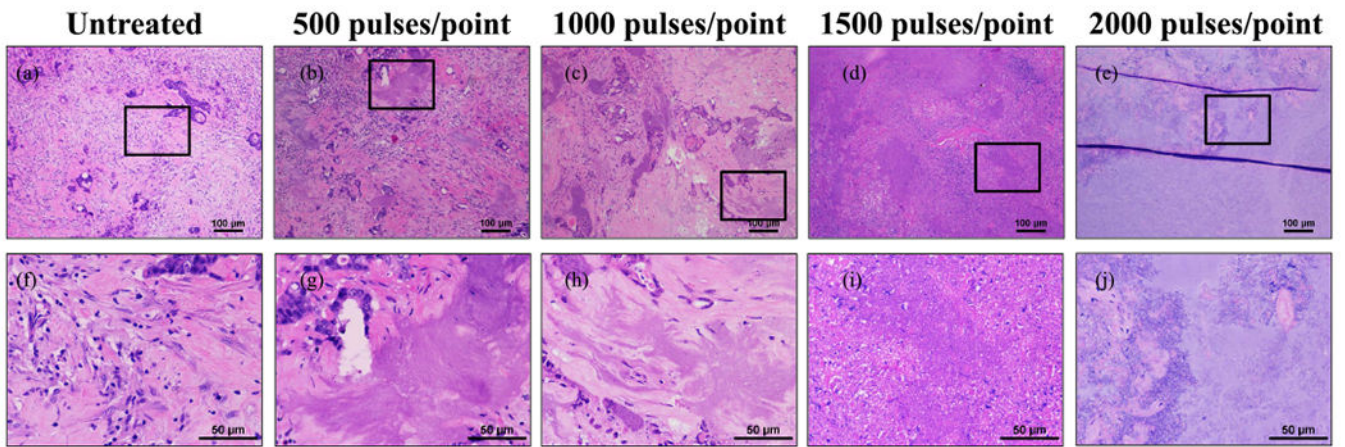 Untreated 500 pulses/point 1000 pulses/point 1500 pulses/point 2000 pulses/point
(a) (b) (c) (d) (e)
100 μm 100 μm 100 μm 100 μm 100 μm
(f) (g) (h) (i) (j)
50 μm 50 μm 50 μm 50 μm 50 μm